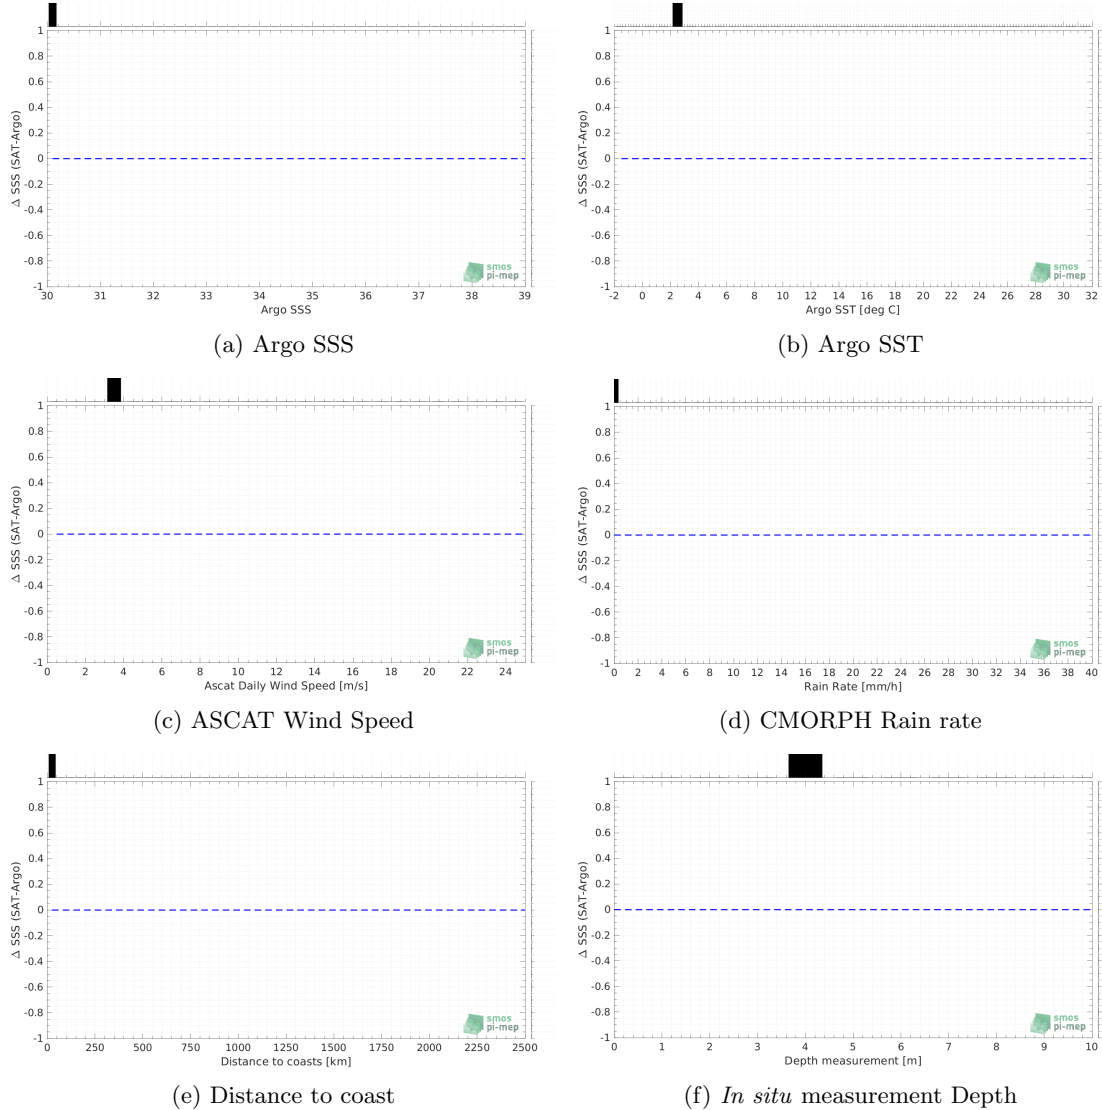 1
0.8
0.6
0.4
0.2
0
-0.2
-0.4
-0.6
-0.8
-1
Δ SSS (SAT-Argo)
30 31 32 33 34 35 36 37 38 39
Argo SSS
smos
pi-mep
(a) Argo SSS
1
0.8
0.6
0.4
0.2
0
-0.2
-0.4
-0.6
-0.8
-1
Δ SSS (SAT-Argo)
-2 0 2 4 6 8 10 12 14 16 18 20 22 24 26 28 30 32
Argo SST [deg C]
smos
pi-mep
(b) Argo SST
1
0.8
0.6
0.4
0.2
0
-0.2
-0.4
-0.6
-0.8
-1
Δ SSS (SAT-Argo)
0 2 4 6 8 10 12 14 16 18 20 22 24
Ascat Daily Wind Speed [m/s]
smos
pi-mep
(c) ASCAT Wind Speed
1
0.8
0.6
0.4
0.2
0
-0.2
-0.4
-0.6
-0.8
-1
Δ SSS (SAT-Argo)
0 2 4 6 8 10 12 14 16 18 20 22 24 26 28 30 32 34 36 38 40
Rain Rate [mm/h]
smos
pi-mep
(d) CMORPH Rain rate
1
0.8
0.6
0.4
0.2
0
-0.2
-0.4
-0.6
-0.8
-1
Δ SSS (SAT-Argo)
0 250 500 750 1000 1250 1500 1750 2000 2250 2500
Distance to coasts [km]
smos
pi-mep
(e) Distance to coast
1
0.8
0.6
0.4
0.2
0
-0.2
-0.4
-0.6
-0.8
-1
Δ SSS (SAT-Argo)
0 1 2 3 4 5 6 7 8 9 10
Depth measurement [m]
smos
pi-mep
(f) In situ measurement Depth